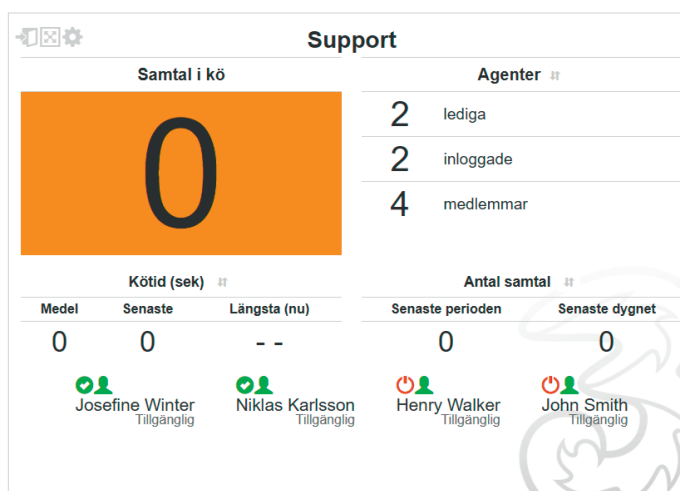 Support
Samtal i kö
0
Agenter
2 lediga
2 inloggade
4 medlemmar
Kötid (sek)
Medel Senaste Längsta (nu)
0 0 - -
Antal samtal
Senaste perioden Senaste dygnet
0 0
Josefine Winter Niklas Karlsson Henry Walker John Smith
Tillgänglig Tillgänglig Tillgänglig Tillgänglig